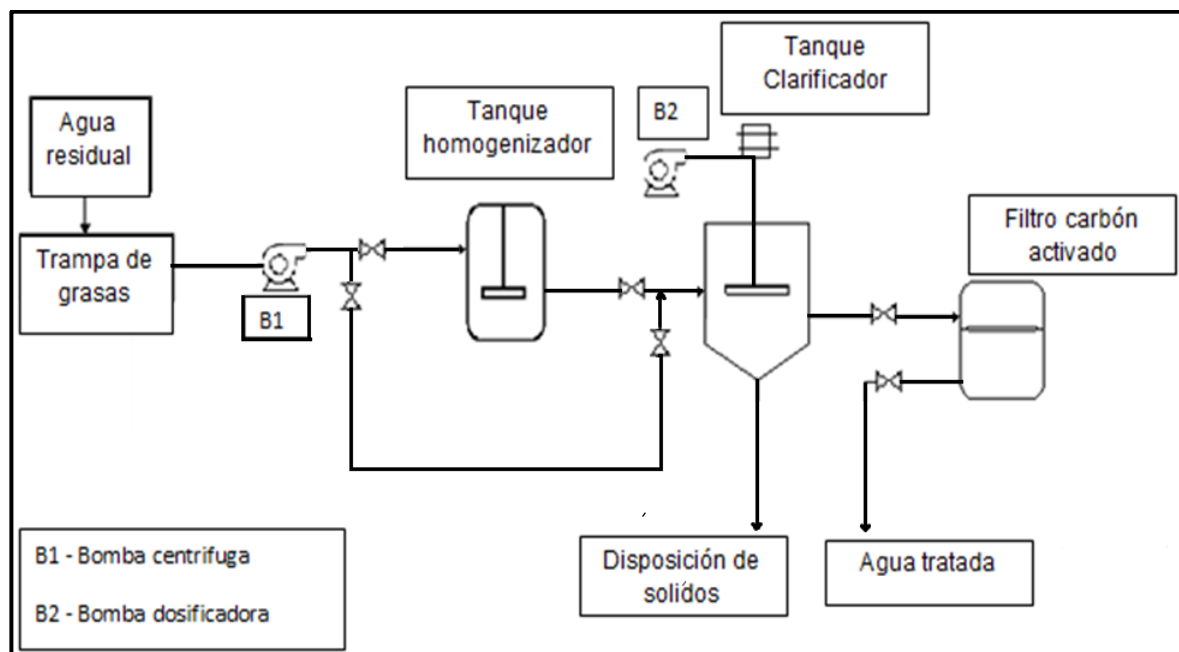 Agua
residual
Trampa de
grasas
B1
Tanque
homogenizador
B2
Tanque
Clarificador
Filtro carbón
activado
Disposición de
solídos
Agua tratada
B1 - Bomba centrifuga
B2 - Bomba dosificadora